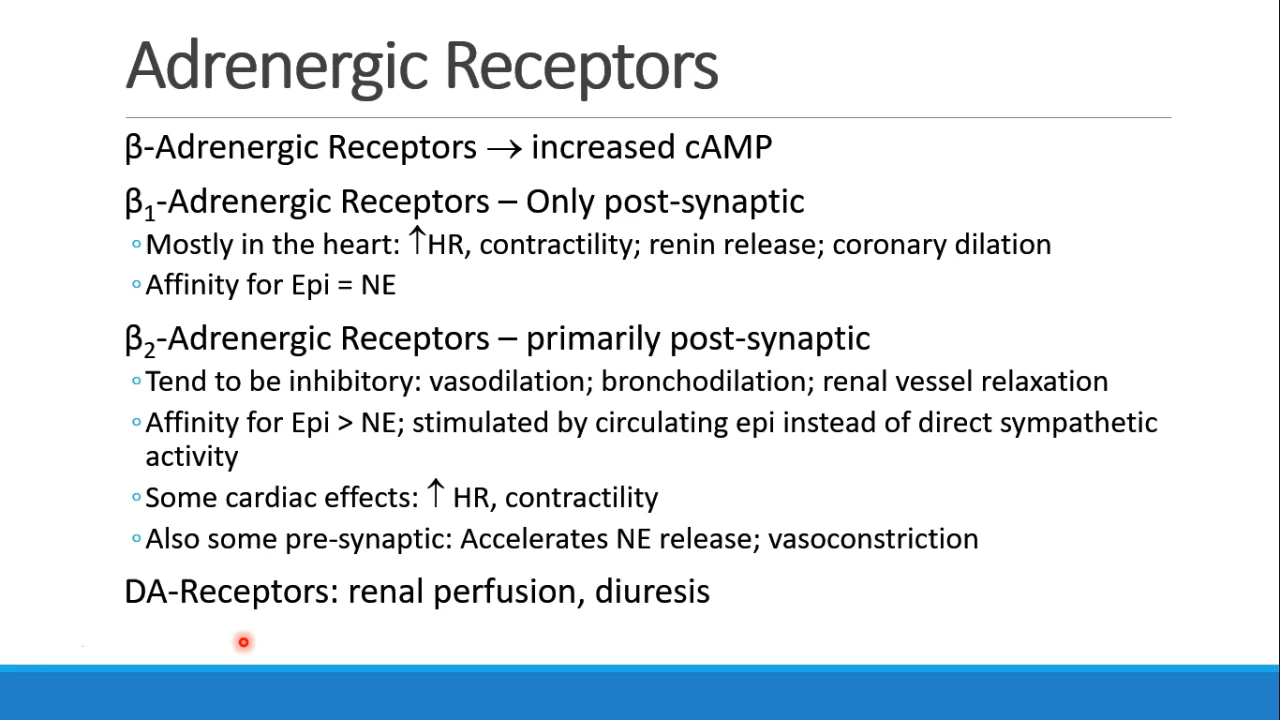 Adrenergic Receptors
β-Adrenergic Receptors → increased cAMP
β₁-Adrenergic Receptors – Only post-synaptic
◦Mostly in the heart: ↑HR, contractility; renin release; coronary dilation
◦Affinity for Epi = NE
β₂-Adrenergic Receptors – primarily post-synaptic
◦Tend to be inhibitory: vasodilation; bronchodilation; renal vessel relaxation
◦Affinity for Epi > NE; stimulated by circulating epi instead of direct sympathetic
activity
◦Some cardiac effects: ↑ HR, contractility
◦Also some pre-synaptic: Accelerates NE release; vasoconstriction
DA-Receptors: renal perfusion, diuresis